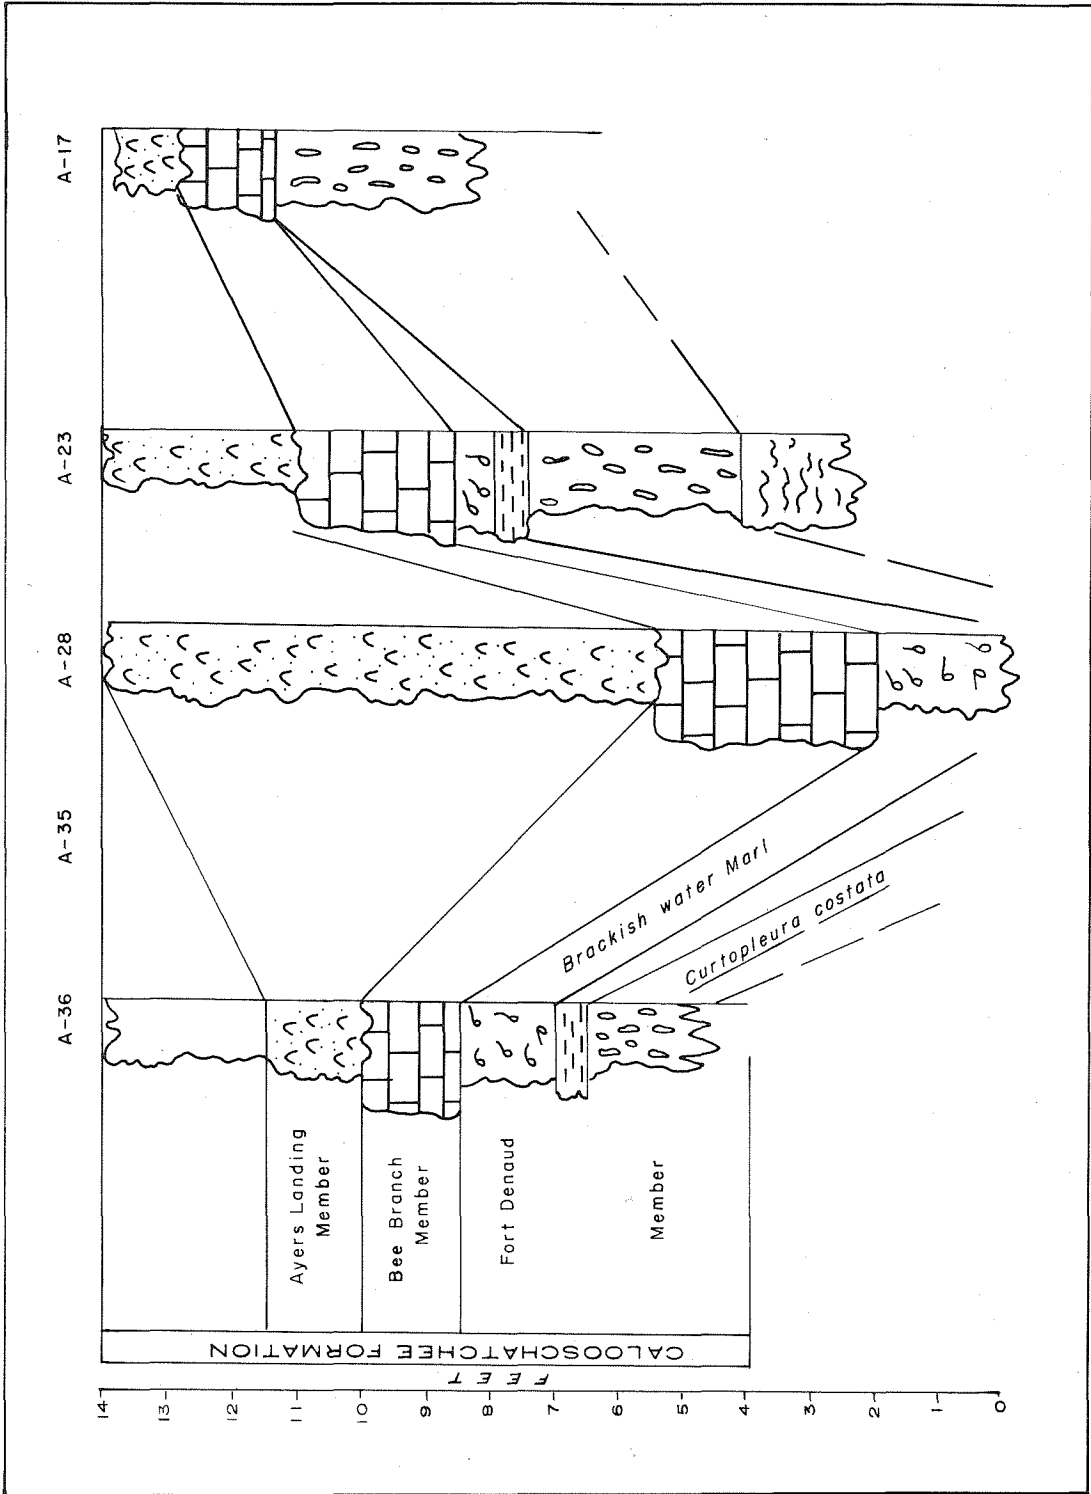 A-36
A-35
A-28
A-23
A-17
FEET
14
13
12
11
10
9
8
7
6
5
4
3
2
1
0
CALOOSCHATCHEE FORMATION
Ayers Landing
Member
Bee Branch
Member
Fort Denaud
Member
Brackish water Marl
Curtopleura costata